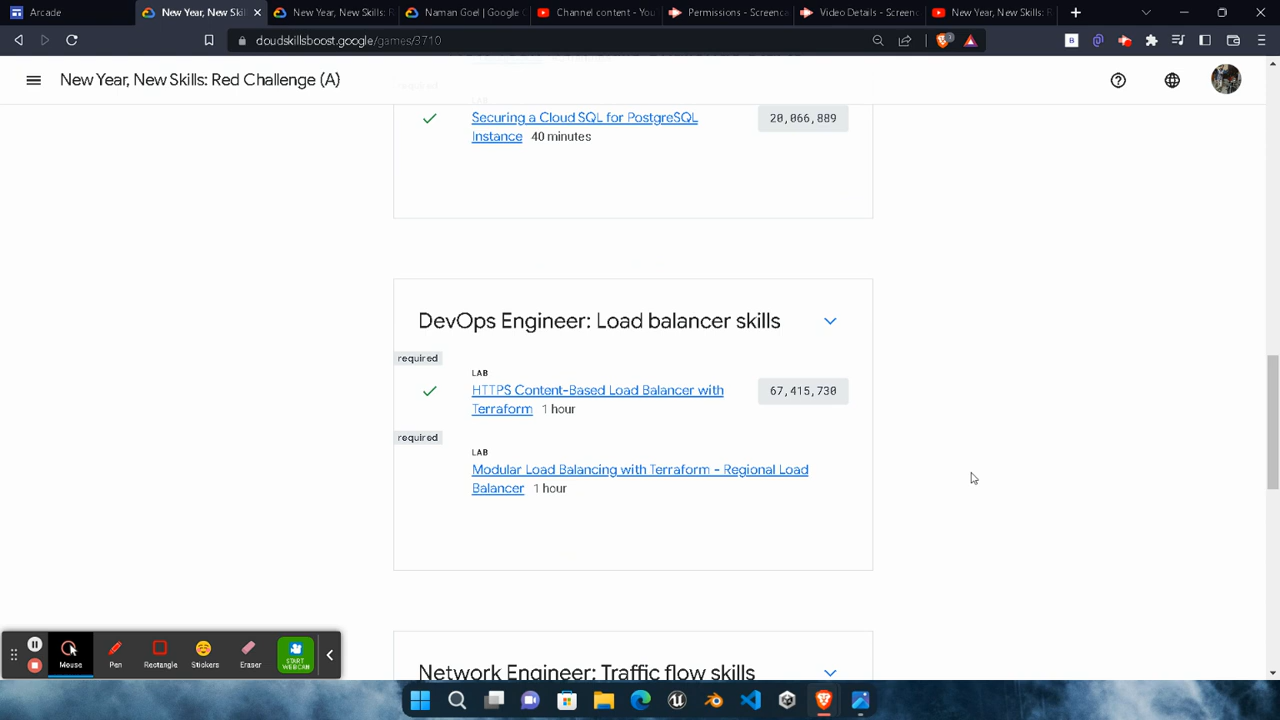 Arcade
New Year, New Skil
New Year, New Skills: R
Naman Goel | Google C
Channel content - You
Permissions - Screenca
Video Details - Screenc
New Year, New Skills: R
cloudskillsboost.google/games/3710
New Year, New Skills: Red Challenge (A)
Securing a Cloud SQL for PostgreSQL
Instance 40 minutes
20,066,889
DevOps Engineer: Load balancer skills
required
LAB
HTTPS Content-Based Load Balancer with
Terraform 1 hour
67,415,730
required
LAB
Modular Load Balancing with Terraform - Regional Load
Balancer 1 hour
Network Engineer: Traffic flow skills
Mouse
Pen
Rectangle
Stickers
Eraser
START
WEBCAM